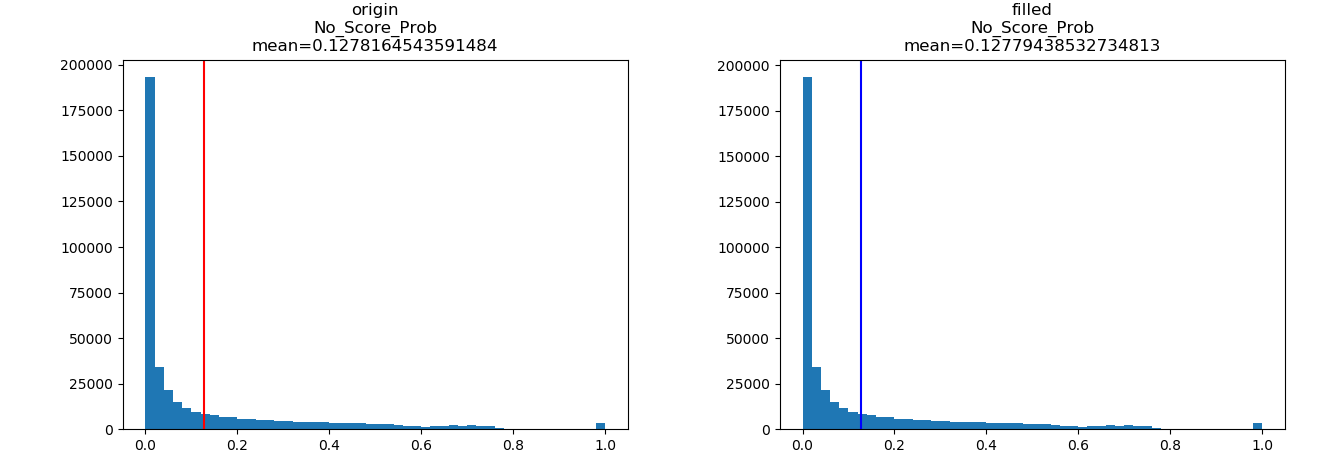 origin
No_Score_Prob
mean=0.1278164543591484
200000
175000
150000
125000
100000
75000
50000
25000
0
0.0 0.2 0.4 0.6 0.8 1.0
filled
No_Score_Prob
mean=0.12779438532734813
200000
175000
150000
125000
100000
75000
50000
25000
0
0.0 0.2 0.4 0.6 0.8 1.0